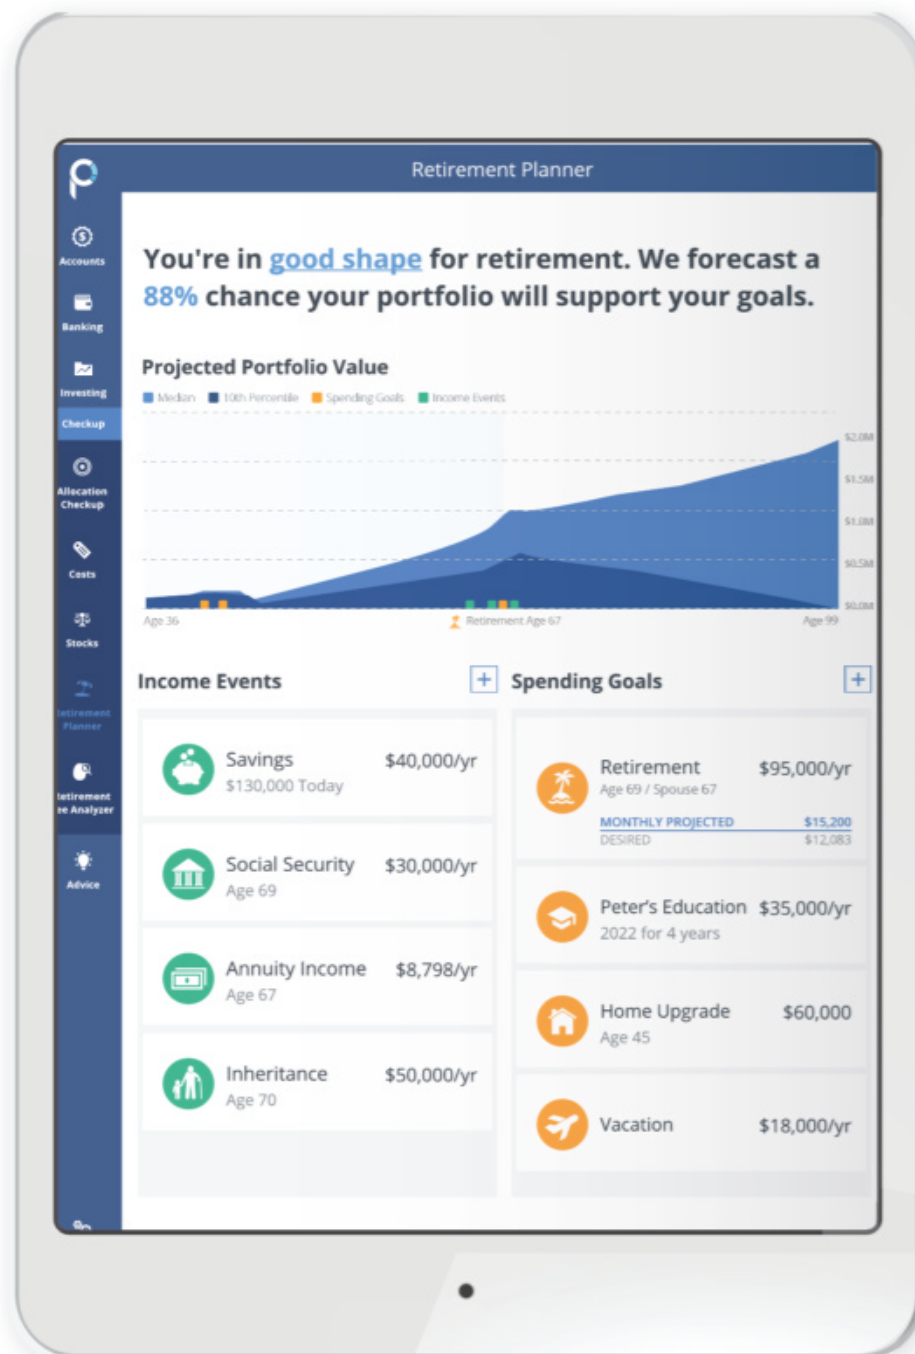 Retirement Planner
Accounts
Banking
Investing
Checkup
Allocation
Checkup
Costs
Stocks
Retirement
Planner
etirement
ee Analyzer
Advice
You're in good shape for retirement. We forecast a
88% chance your portfolio will support your goals.
Projected Portfolio Value
Median 10th Percentile Spending Goals Income Events
$2.0M
$1.5M
$1.0M
$0.5M
$0.0M
Age 36 Retirement Age 67 Age 99
Income Events +
Savings $40,000/yr
$130,000 Today
Social Security $30,000/yr
Age 69
Annuity Income $8,798/yr
Age 67
Inheritance $50,000/yr
Age 70
Spending Goals +
Retirement $95,000/yr
Age 69 / Spouse 67
MONTHLY PROJECTED $15,200
DESIRED $12,083
Peter's Education $35,000/yr
2022 for 4 years
Home Upgrade $60,000
Age 45
Vacation $18,000/yr